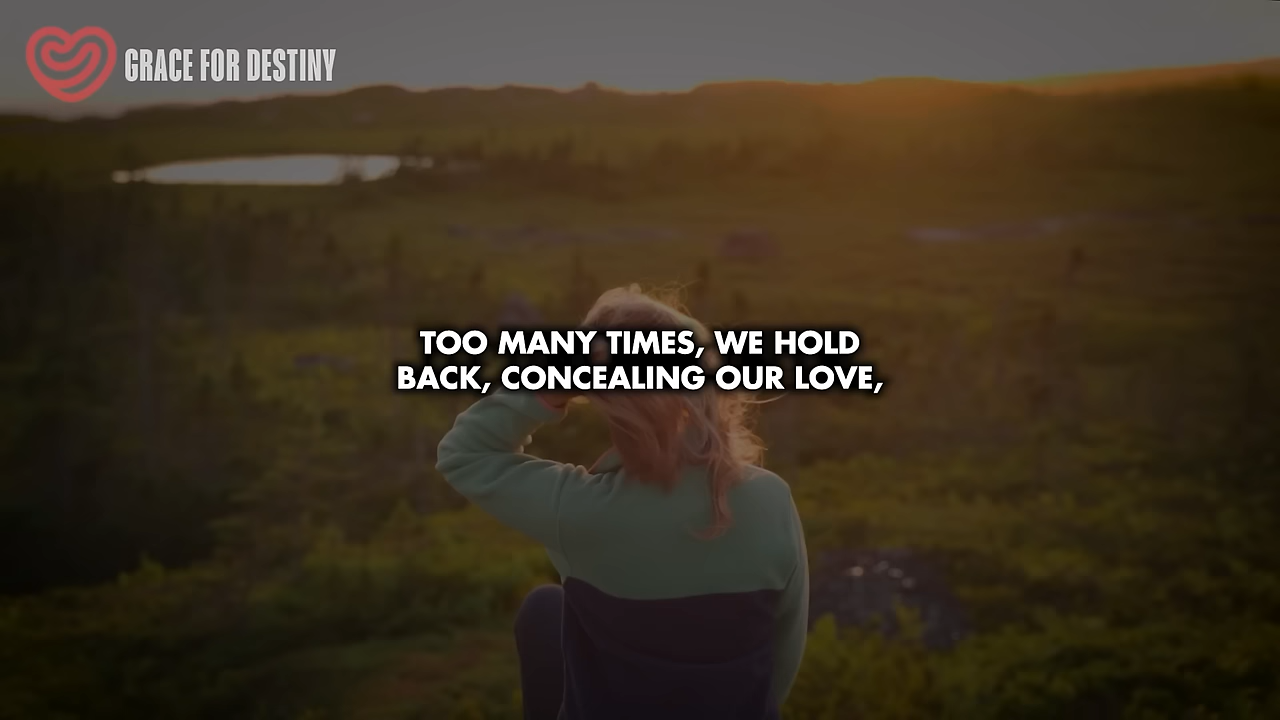 GRACE FOR DESTINY
TOO MANY TIMES, WE HOLD
BACK, CONCEALING OUR LOVE,